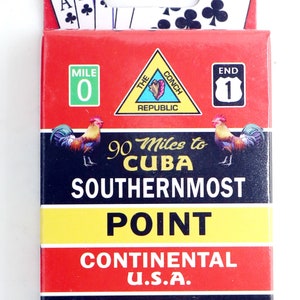 A
MILE
0
THE CONCH
REPUBLIC
END
1
90 Miles to
CUBA
SOUTHERNMOST
POINT
CONTINENTAL
U.S.A.